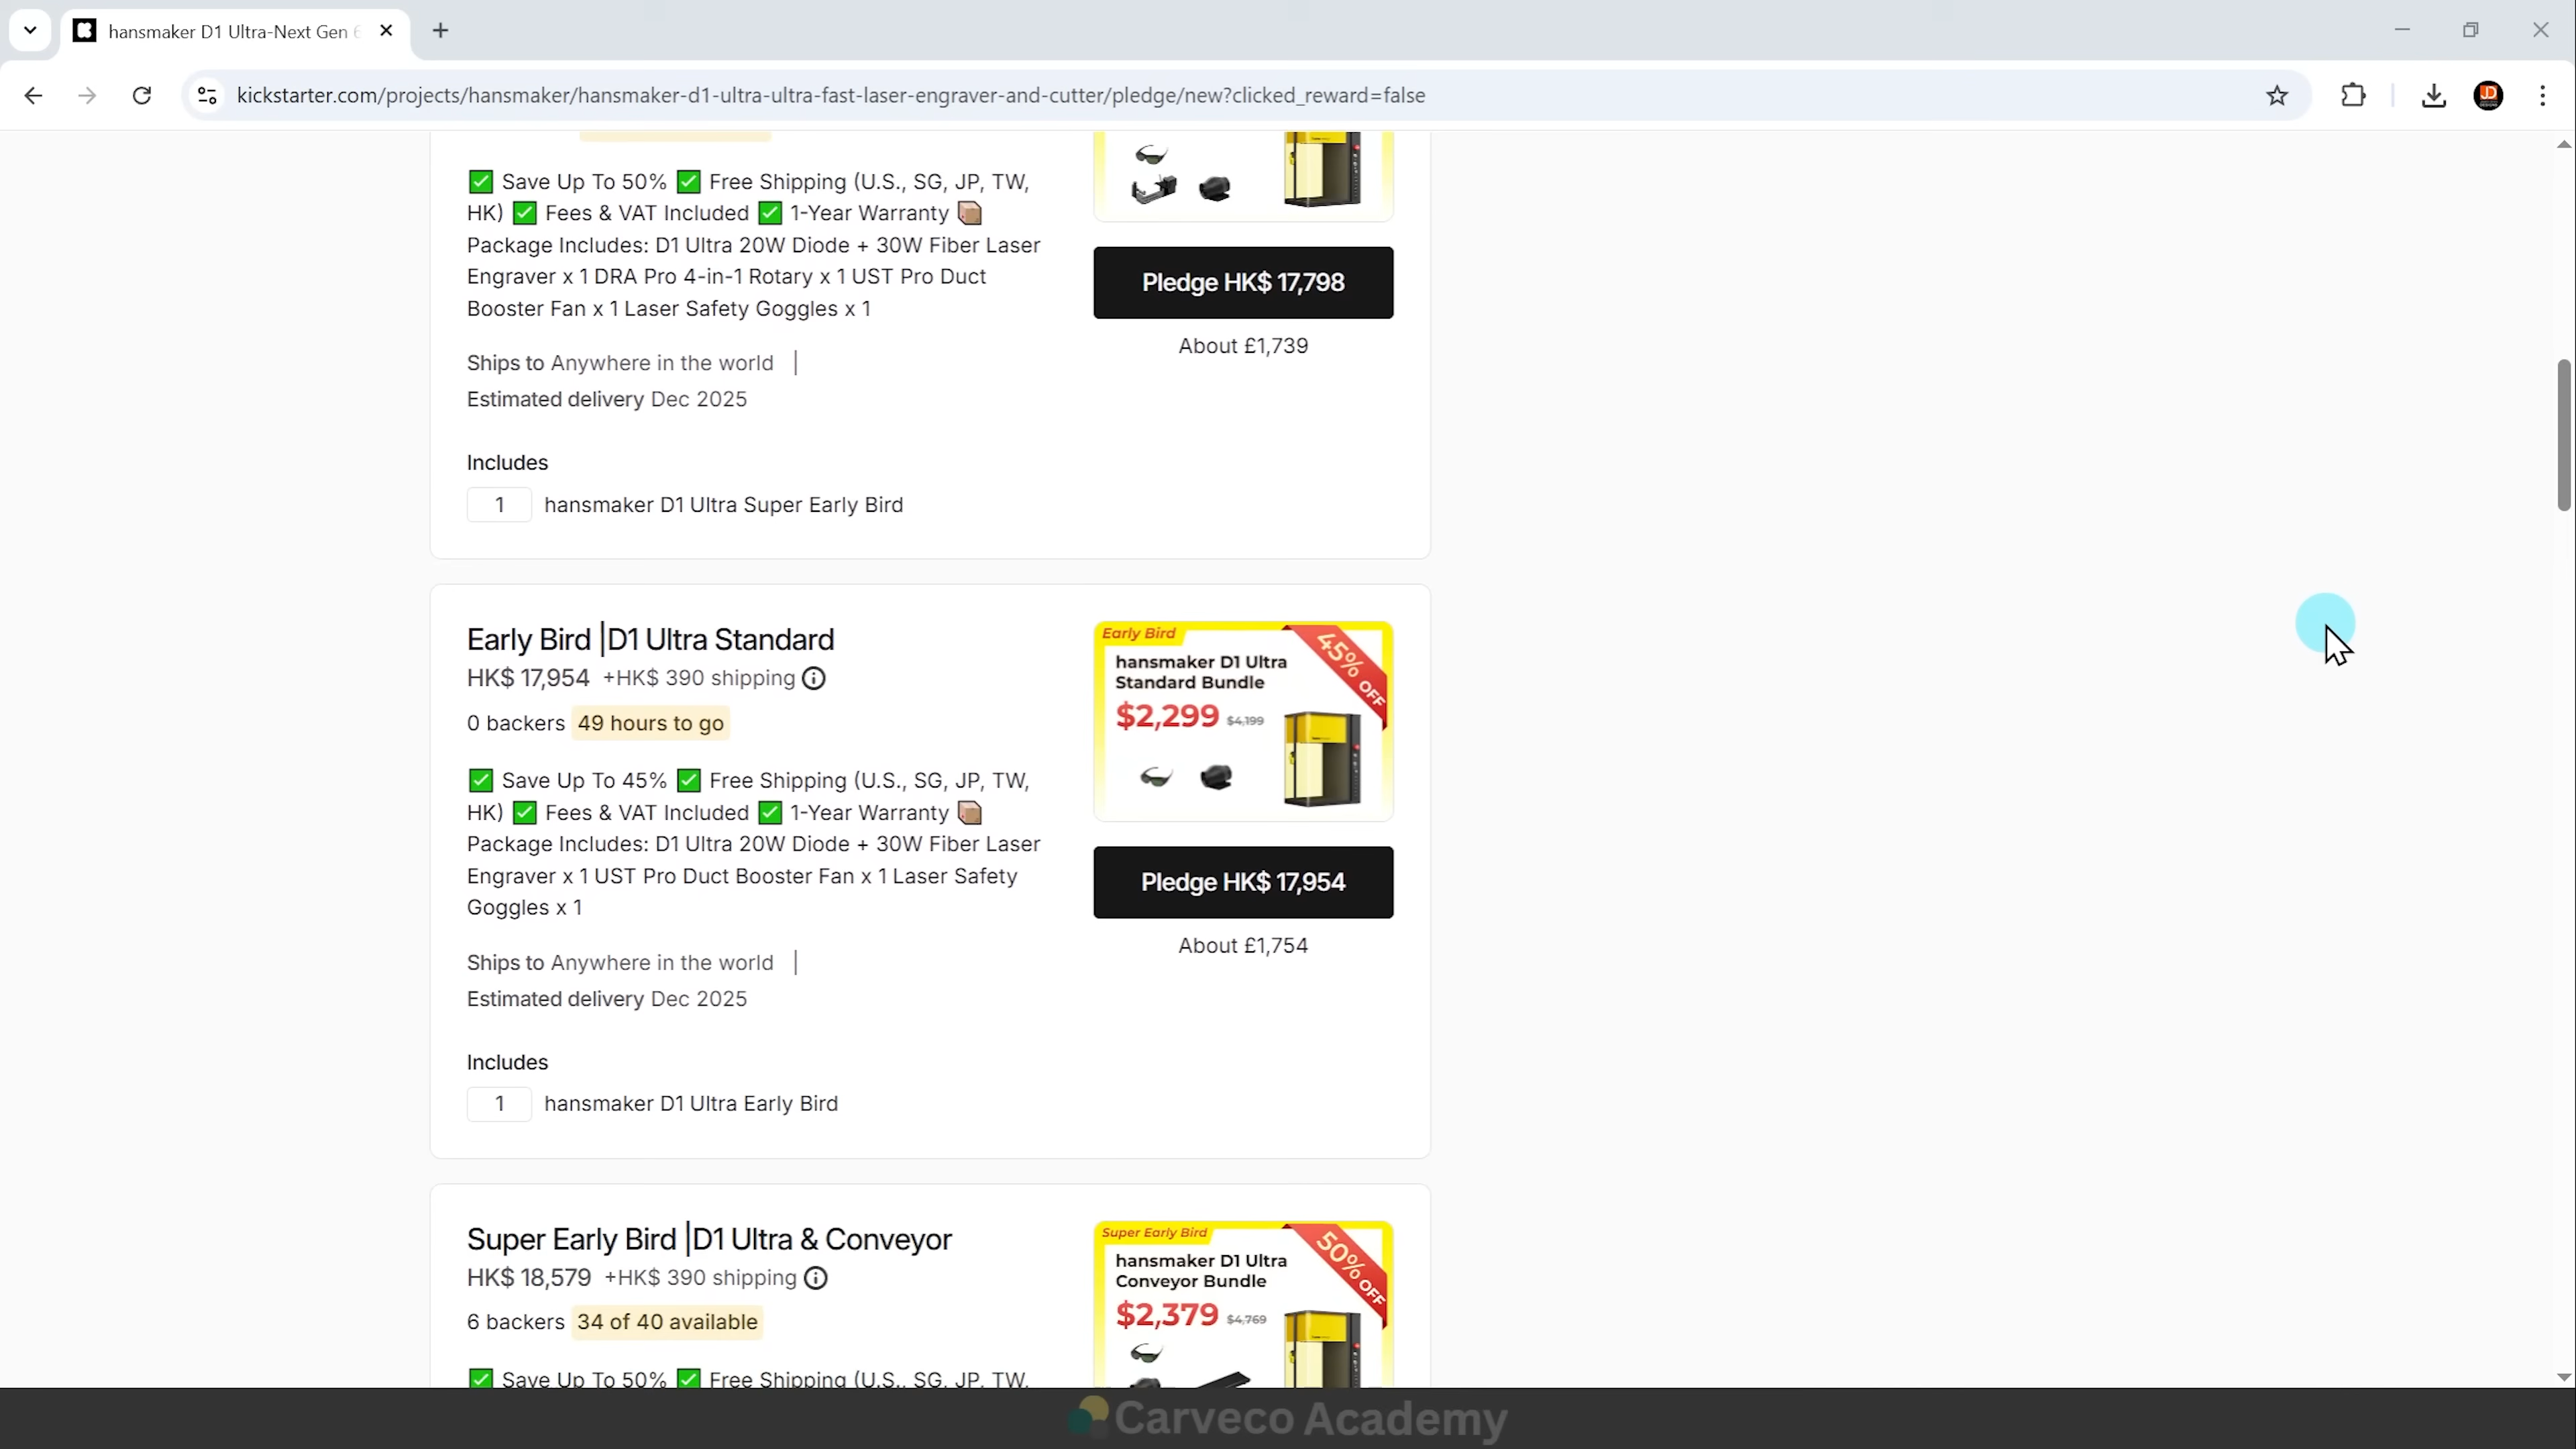 hansmaker D1 Ultra-Next Gen
kickstarter.com/projects/hansmaker/hansmaker-d1-ultra-ultra-fast-laser-engraver-and-cutter/pledge/new?clicked_reward=false
JD
✅ Save Up To 50% ✅ Free Shipping (U.S., SG, JP, TW,
HK) ✅ Fees & VAT Included ✅ 1-Year Warranty 📦
Package Includes: D1 Ultra 20W Diode + 30W Fiber Laser
Engraver x 1 DRA Pro 4-in-1 Rotary x 1 UST Pro Duct
Booster Fan x 1 Laser Safety Goggles x 1
Ships to Anywhere in the world |
Estimated delivery Dec 2025
Includes
1 hansmaker D1 Ultra Super Early Bird
Pledge HK$ 17,798
About £1,739
Early Bird |D1 Ultra Standard
HK$ 17,954 +HK$ 390 shipping
0 backers 49 hours to go
✅ Save Up To 45% ✅ Free Shipping (U.S., SG, JP, TW,
HK) ✅ Fees & VAT Included ✅ 1-Year Warranty 📦
Package Includes: D1 Ultra 20W Diode + 30W Fiber Laser
Engraver x 1 UST Pro Duct Booster Fan x 1 Laser Safety
Goggles x 1
Ships to Anywhere in the world |
Estimated delivery Dec 2025
Includes
1 hansmaker D1 Ultra Early Bird
Early Bird
45% OFF
hansmaker D1 Ultra
Standard Bundle
$2,299 $4,199
Pledge HK$ 17,954
About £1,754
Super Early Bird |D1 Ultra & Conveyor
HK$ 18,579 +HK$ 390 shipping
6 backers 34 of 40 available
✅ Save Up To 50% ✅ Free Shipping (U.S., SG, JP, TW,
Super Early Bird
50% OFF
hansmaker D1 Ultra
Conveyor Bundle
$2,379 $4,769
Carveco Academy